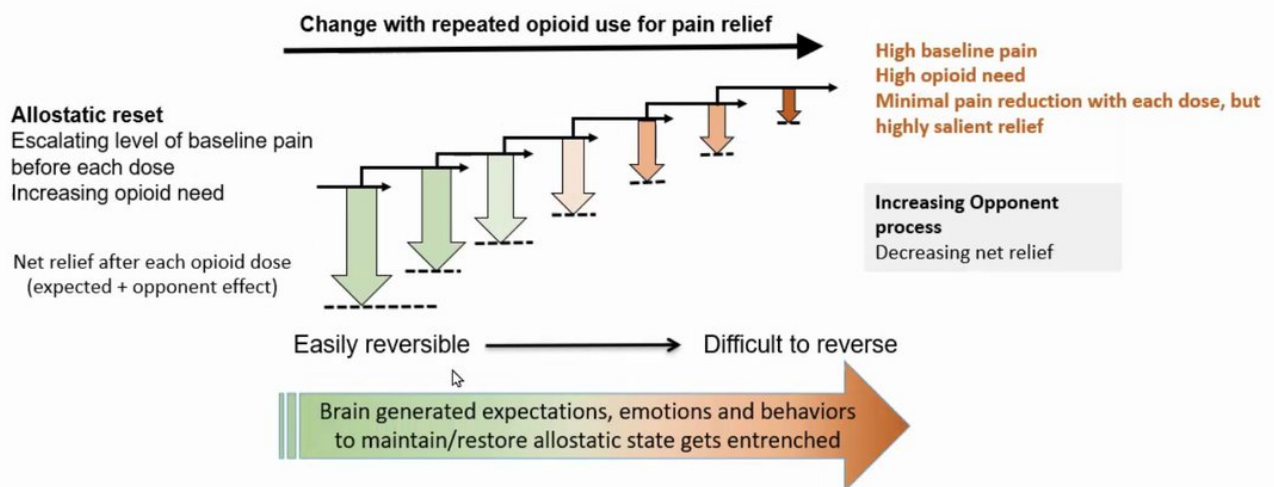 Change with repeated opioid use for pain relief
High baseline pain
High opioid need
Minimal pain reduction with each dose, but
highly salient relief
Allostatic reset
Escalating level of baseline pain
before each dose
Increasing opioid need
Increasing Opponent
process
Decreasing net relief
Net relief after each opioid dose
(expected + opponent effect)
Easily reversible
Difficult to reverse
Brain generated expectations, emotions and behaviors
to maintain/restore allostatic state gets entrenched